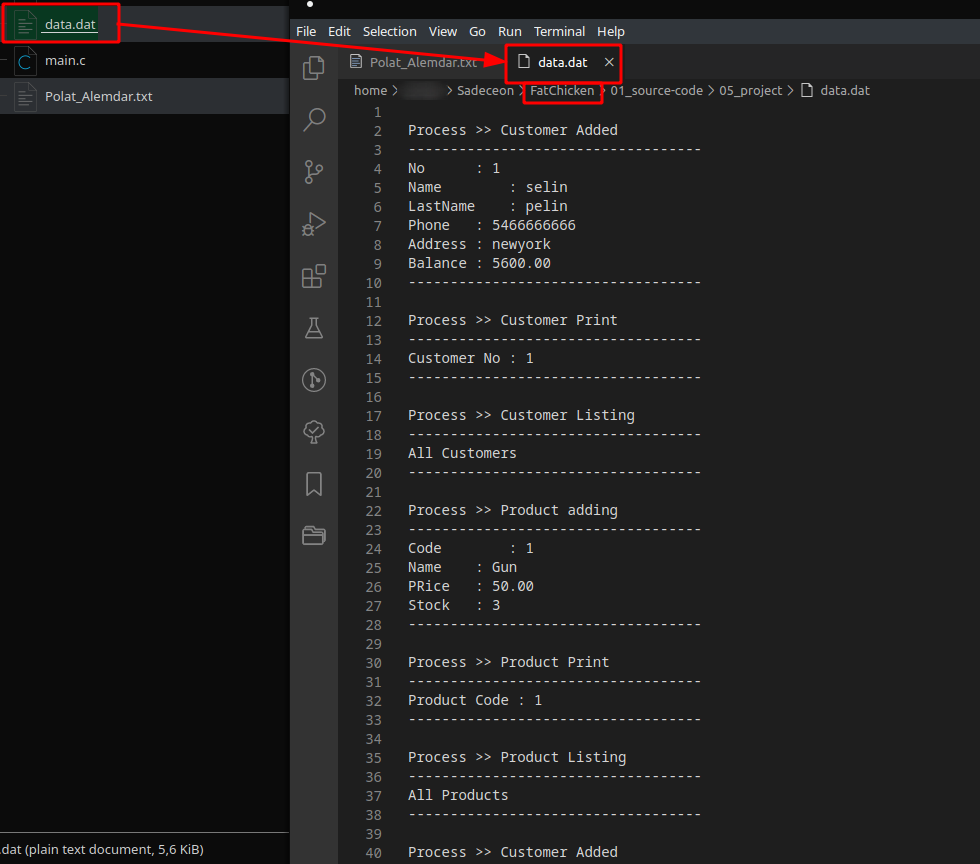 data.dat
main.c
Polat_Alemdar.txt
.dat (plain text document, 5,6 KiB)
File Edit Selection View Go Run Terminal Help
Polat_Alemdar.txt data.dat ×
home > > Sadeceon > FatChicken > 01_source-code > 05_project > data.dat
1
2 Process >> Customer Added
3 -----------------------------------
4 No : 1
5 Name : selin
6 LastName : pelin
7 Phone : 5466666666
8 Address : newyork
9 Balance : 5600.00
10 -----------------------------------
11
12 Process >> Customer Print
13 -----------------------------------
14 Customer No : 1
15 -----------------------------------
16
17 Process >> Customer Listing
18 -----------------------------------
19 All Customers
20 -----------------------------------
21
22 Process >> Product adding
23 -----------------------------------
24 Code : 1
25 Name : Gun
26 PRice : 50.00
27 Stock : 3
28 -----------------------------------
29
30 Process >> Product Print
31 -----------------------------------
32 Product Code : 1
33 -----------------------------------
34
35 Process >> Product Listing
36 -----------------------------------
37 All Products
38 -----------------------------------
39
40 Process >> Customer Added